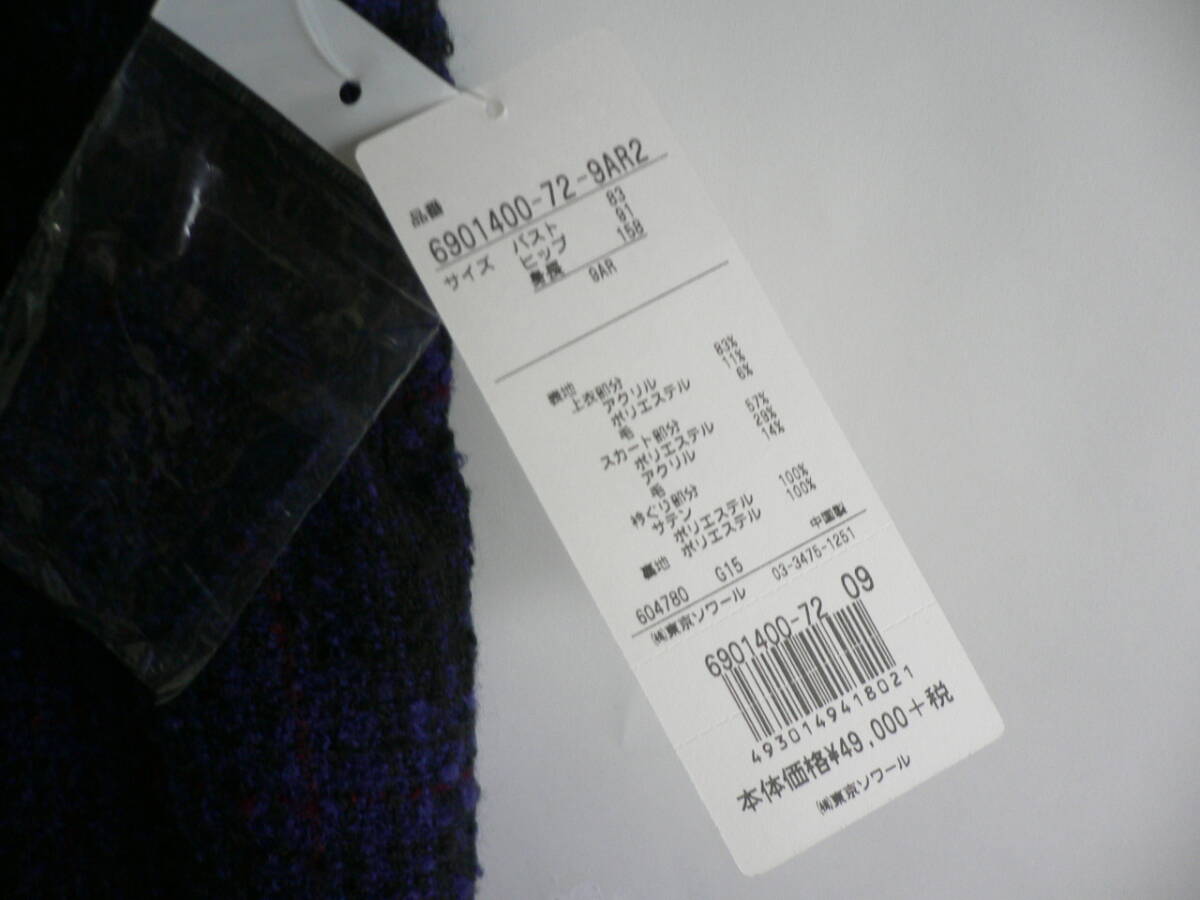 品番
6901400-72-9AR2
サイズ バスト 83
ヒップ 91
身長 158
9AR
表地
上衣部分
アクリル 83%
ポリエステル 11%
毛 6%
スカート部分
ポリエステル 57%
アクリル 29%
毛 14%
衿ぐり部分
サテン
ポリエステル 100%
裏地 ポリエステル 100%
中国製
604780 G15
㈱東京ソワール 03-3475-1251
6901400-72 09
4930149418021
本体価格¥49,000+税
㈱東京ソワール